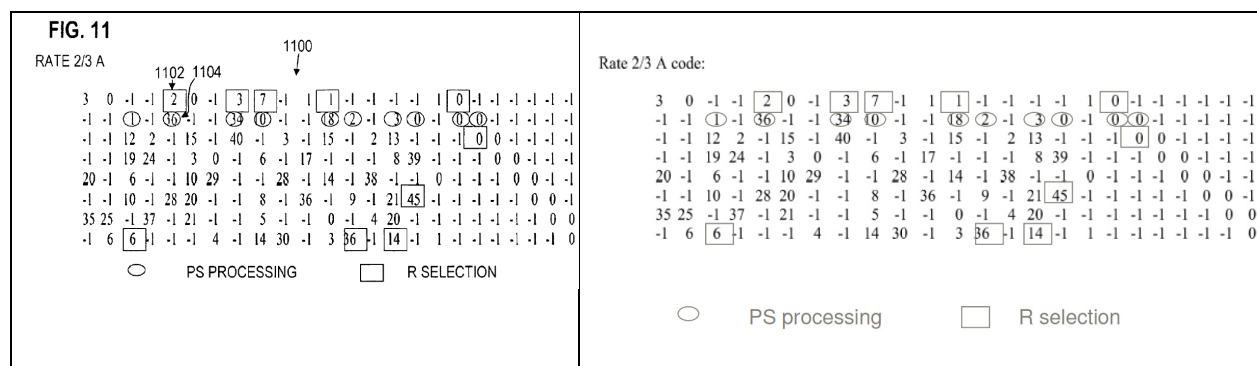 FIG. 11
RATE 2/3 A
1100
1102 1104
3 0 -1 -1 2 0 -1 3 7 -1 1 1 -1 -1 -1 -1 1 0 -1 -1 -1 -1 -1 -1
-1 -1 1 -1 36 -1 -1 34 10 -1 -1 18 2 -1 3 0 -1 0 0 -1 -1 -1 -1 -1
-1 -1 12 2 -1 15 -1 40 -1 3 -1 15 -1 2 13 -1 -1 -1 0 0 -1 -1 -1 -1
-1 -1 19 24 -1 3 0 -1 6 -1 17 -1 -1 -1 8 39 -1 -1 -1 0 0 -1 -1 -1
20 -1 6 -1 -1 10 29 -1 -1 28 -1 14 -1 38 -1 -1 0 -1 -1 -1 0 0 -1 -1
-1 -1 10 -1 28 20 -1 -1 8 -1 36 -1 9 -1 21 45 -1 -1 -1 -1 -1 0 0 -1
35 25 -1 37 -1 21 -1 -1 5 -1 -1 0 -1 4 20 -1 -1 -1 -1 -1 -1 -1 0 0
-1 6 6 -1 -1 -1 4 -1 14 30 -1 3 36 -1 14 -1 1 -1 -1 -1 -1 -1 -1 0
PS PROCESSING R SELECTION
Rate 2/3 A code:
3 0 -1 -1 2 0 -1 3 7 -1 1 1 -1 -1 -1 -1 1 0 -1 -1 -1 -1 -1 -1
-1 -1 1 -1 36 -1 -1 34 10 -1 -1 18 2 -1 3 0 -1 0 0 -1 -1 -1 -1 -1
-1 -1 12 2 -1 15 -1 40 -1 3 -1 15 -1 2 13 -1 -1 -1 0 0 -1 -1 -1 -1
-1 -1 19 24 -1 3 0 -1 6 -1 17 -1 -1 -1 8 39 -1 -1 -1 0 0 -1 -1 -1
20 -1 6 -1 -1 10 29 -1 -1 28 -1 14 -1 38 -1 -1 0 -1 -1 -1 0 0 -1 -1
-1 -1 10 -1 28 20 -1 -1 8 -1 36 -1 9 -1 21 45 -1 -1 -1 -1 -1 0 0 -1
35 25 -1 37 -1 21 -1 -1 5 -1 -1 0 -1 4 20 -1 -1 -1 -1 -1 -1 -1 0 0
-1 6 6 -1 -1 -1 4 -1 14 30 -1 3 36 -1 14 -1 1 -1 -1 -1 -1 -1 -1 0
PS processing R selection